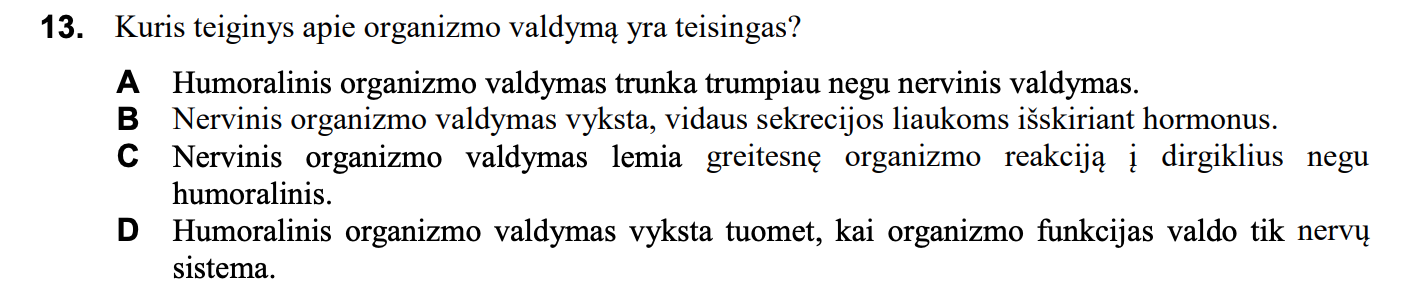 13. Kuris teiginys apie organizmo valdymą yra teisingas?
A Humoralinis organizmo valdymas trunka trumpiau negu nervinis valdymas.
B Nervinis organizmo valdymas vyksta, vidaus sekrecijos liaukoms išskiriant hormonus.
C Nervinis organizmo valdymas lemia greitesnę organizmo reakciją į dirgiklius negu
humoralinis.
D Humoralinis organizmo valdymas vyksta tuomet, kai organizmo funkcijas valdo tik nervų
sistema.